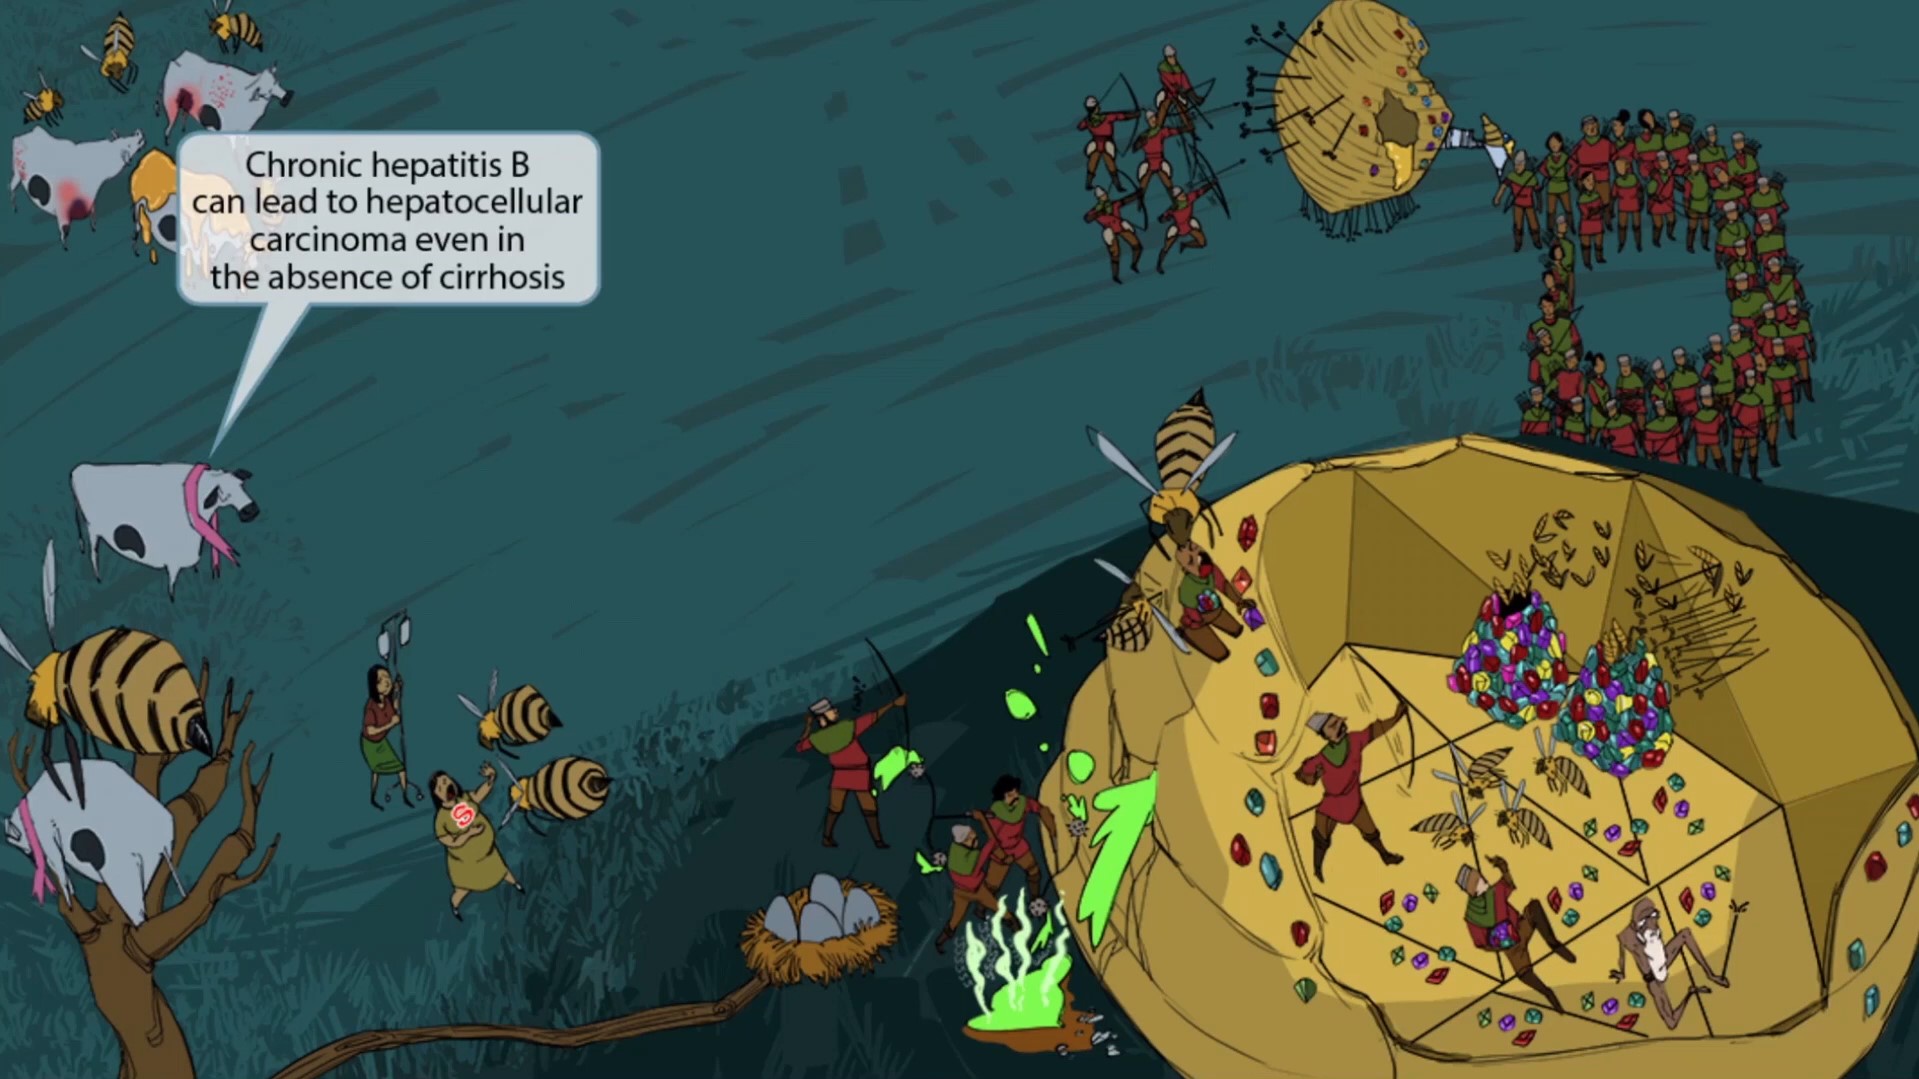 Chronic hepatitis B
can lead to hepatocellular
carcinoma even in
the absence of cirrhosis
S